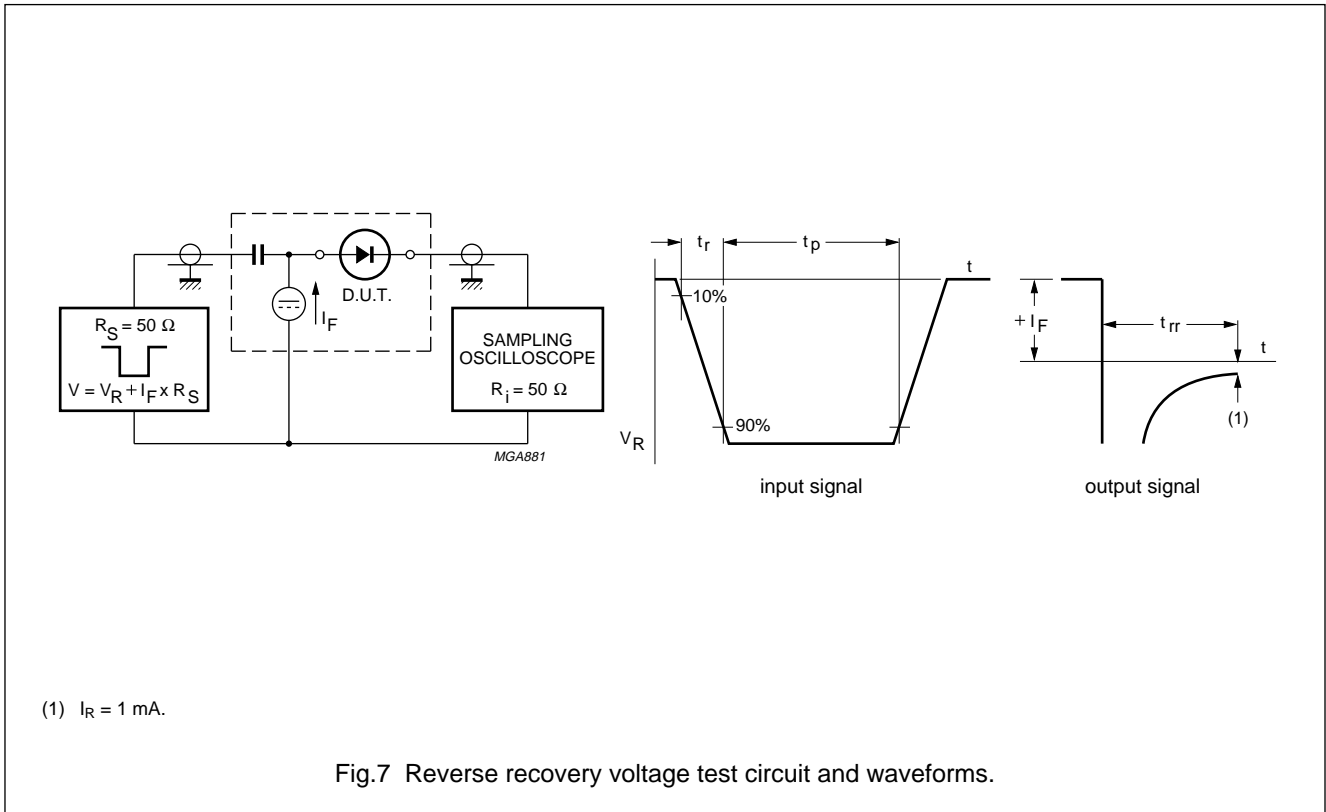 R_S = 50 Ω
V = V_R + I_F x R_S
I_F
D.U.T.
SAMPLING
OSCILLOSCOPE
R_i = 50 Ω
MGA881
t_r
t_p
t
10%
90%
V_R
input signal
+ I_F
t_rr
t
(1)
output signal
(1) I_R = 1 mA.
Fig.7 Reverse recovery voltage test circuit and waveforms.